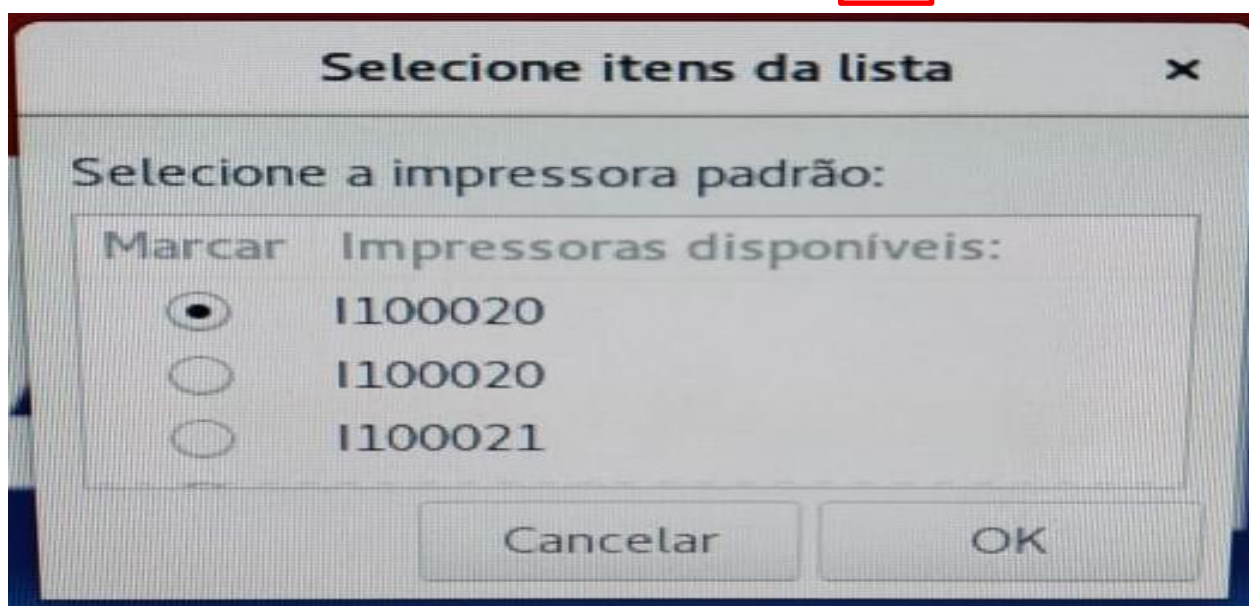 Selecione itens da lista ×
Selecione a impressora padrão:
Marcar Impressoras disponíveis:
I100020
I100020
I100021
Cancelar OK